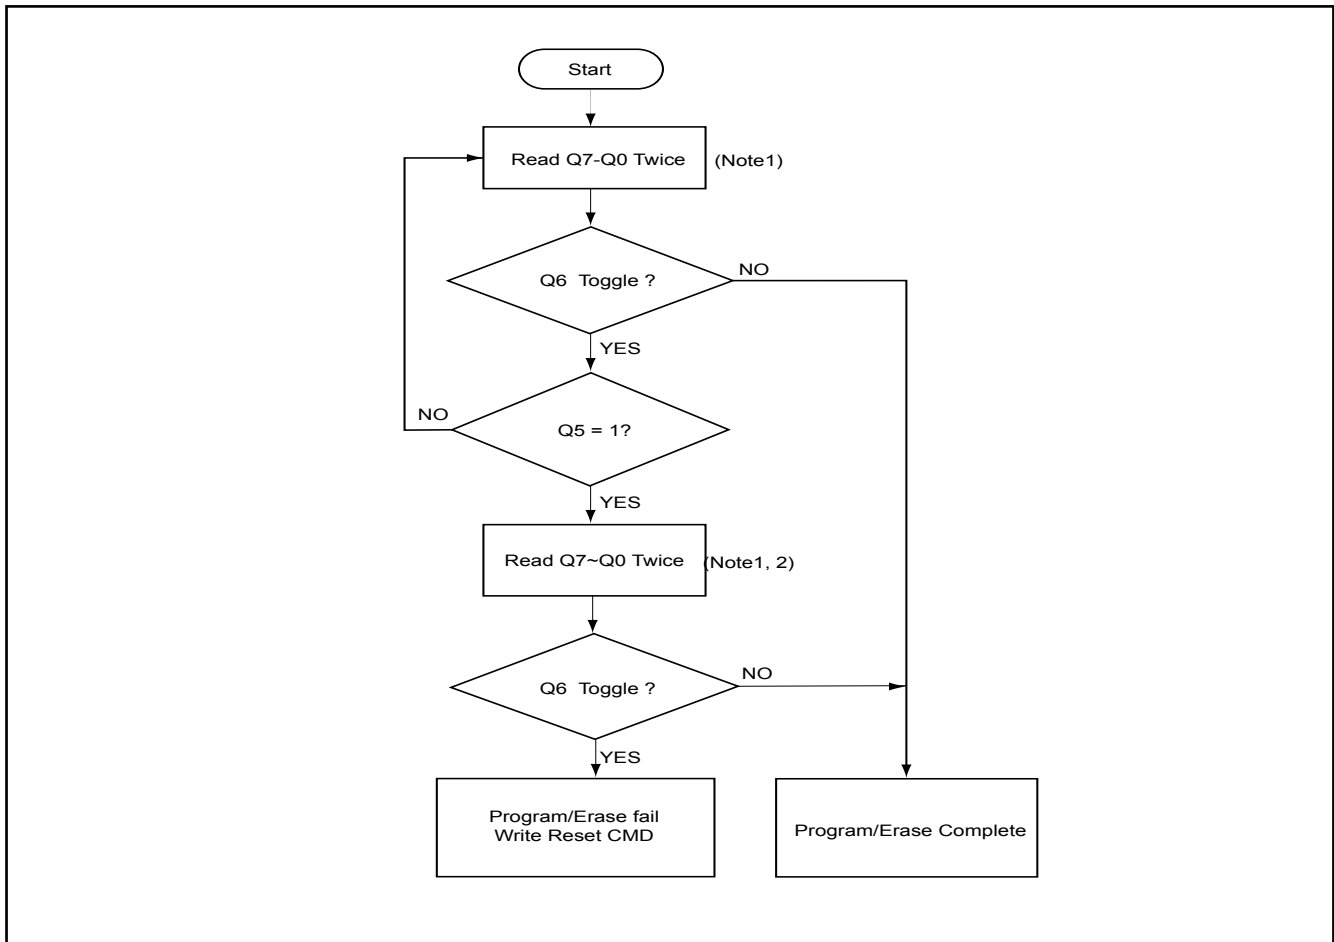 Start
Read Q7-Q0 Twice
(Note1)
Q6 Toggle ?
NO
YES
NO
Q5 = 1?
YES
Read Q7~Q0 Twice
(Note1, 2)
Q6 Toggle ?
NO
YES
Program/Erase fail
Write Reset CMD
Program/Erase Complete